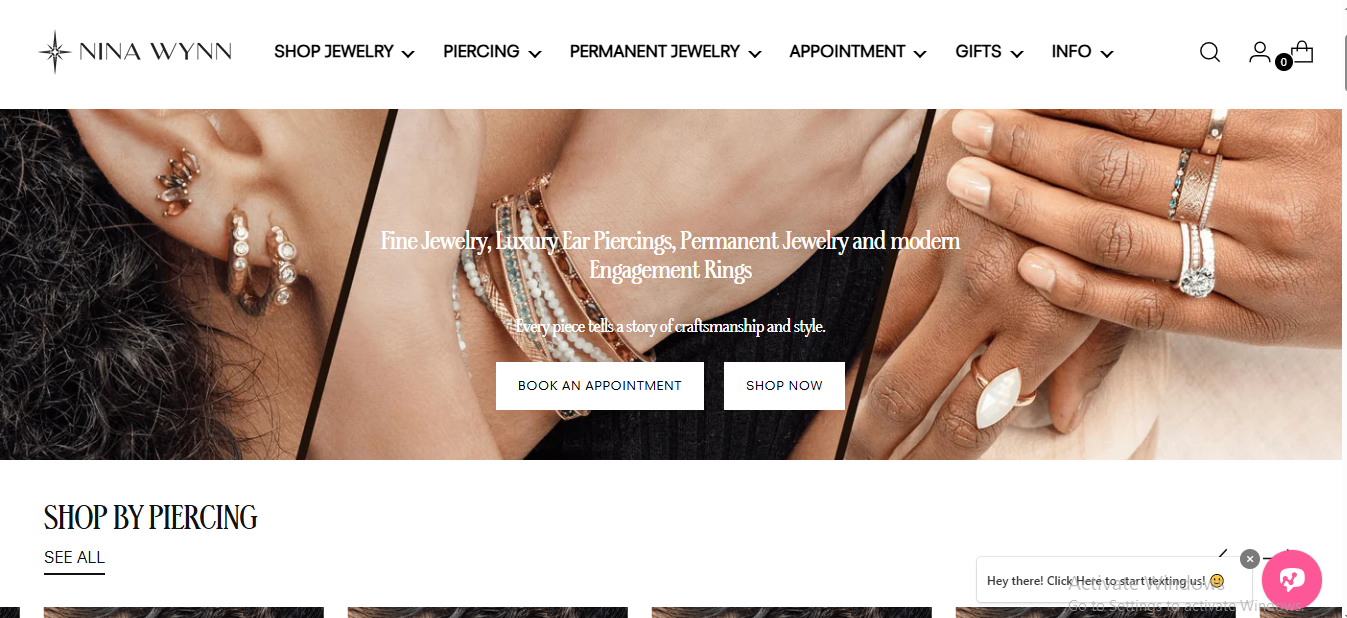 NINA WYNN
SHOP JEWELRY PIERCING PERMANENT JEWELRY APPOINTMENT GIFTS INFO
0
Fine Jewelry, Luxury Ear Piercings, Permanent Jewelry and modern
Engagement Rings
Every piece tells a story of craftsmanship and style.
BOOK AN APPOINTMENT SHOP NOW
SHOP BY PIERCING
SEE ALL
Hey there! Click Here to start texting us! 🙂
Activate Windows
Go to Settings to activate Windows.